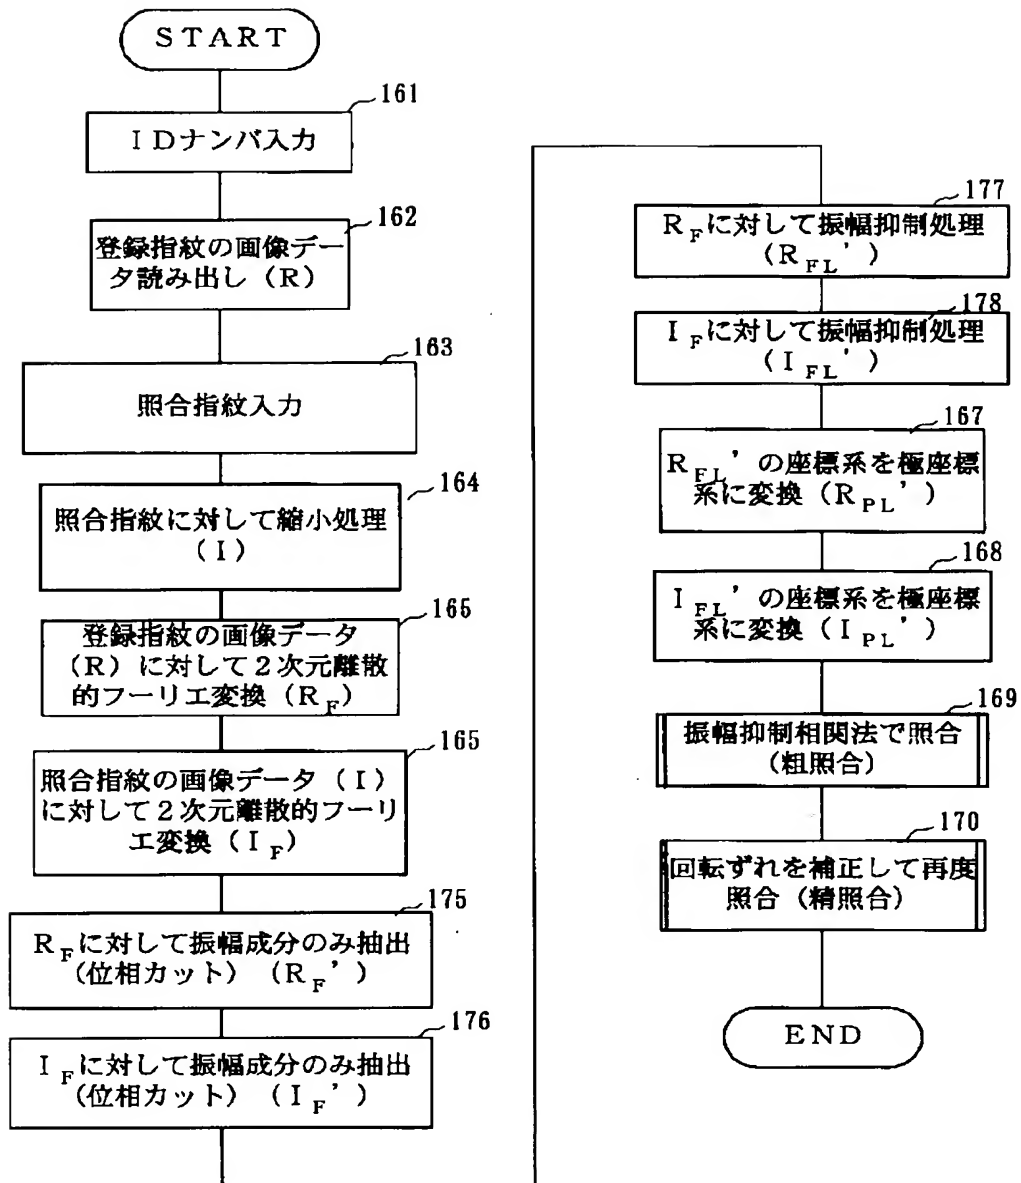 START
161
IDナンバ入力
162
登録指紋の画像デー
タ読み出し(R)
163
照合指紋入力
164
照合指紋に対して縮小処理
(I)
165
登録指紋の画像データ
(R)に対して2次元離散
的フーリエ変換(R_F)
165
照合指紋の画像データ(I)
に対して2次元離散的フーリ
エ変換(I_F)
175
R_Fに対して振幅成分のみ抽出
(位相カット)(R_F')
176
I_Fに対して振幅成分のみ抽出
(位相カット)(I_F')
177
R_Fに対して振幅抑制処理
(R_FL')
178
I_Fに対して振幅抑制処理
(I_FL')
167
R_FL'の座標系を極座標
系に変換(R_PL')
168
I_FL'の座標系を極座標
系に変換(I_PL')
169
振幅抑制相関法で照合
(粗照合)
170
回転ずれを補正して再度
照合(精照合)
END